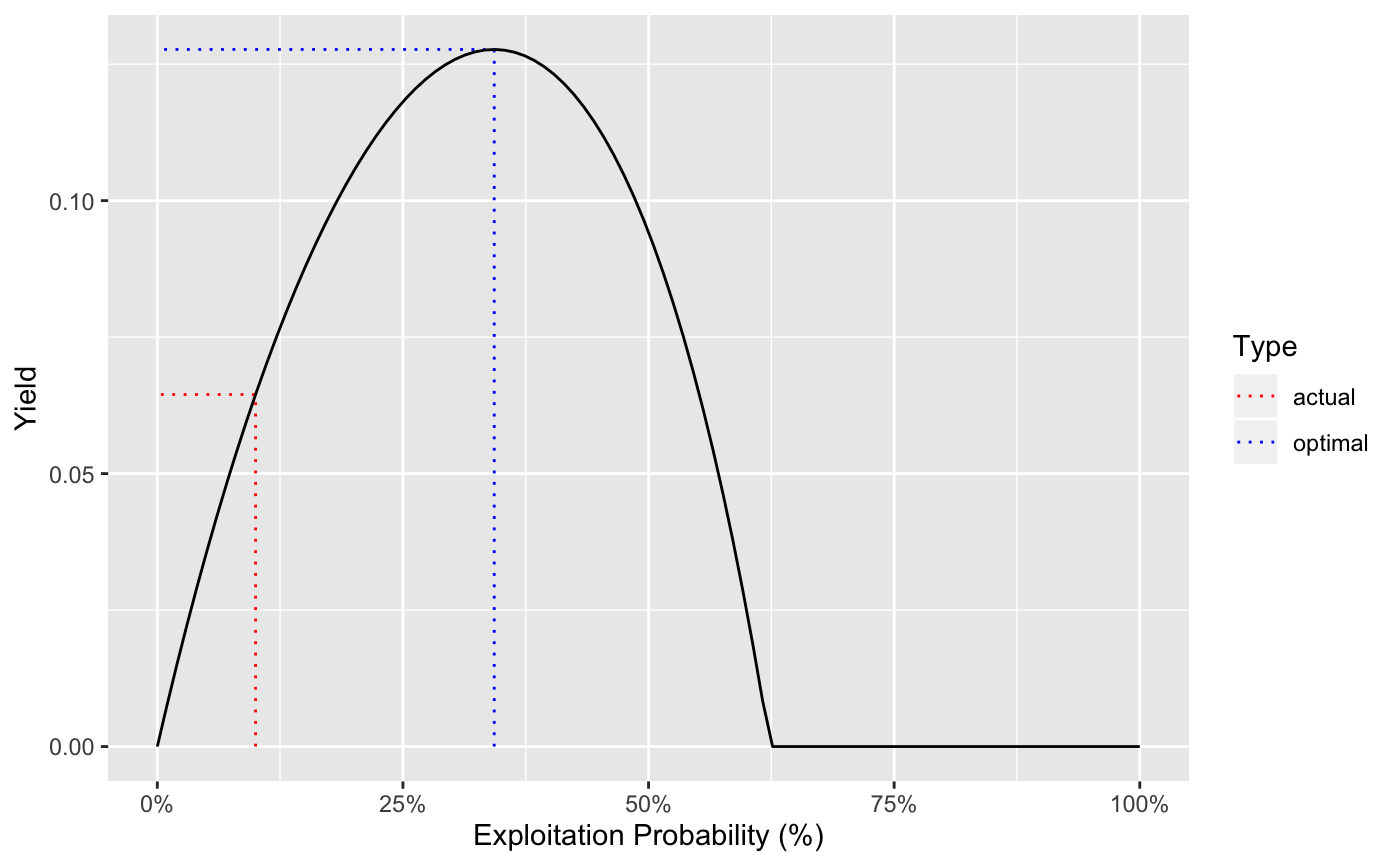 Yield
0.10
0.05
0.00
0%
25%
50%
75%
100%
Exploitation Probability (%)
Type
actual
optimal